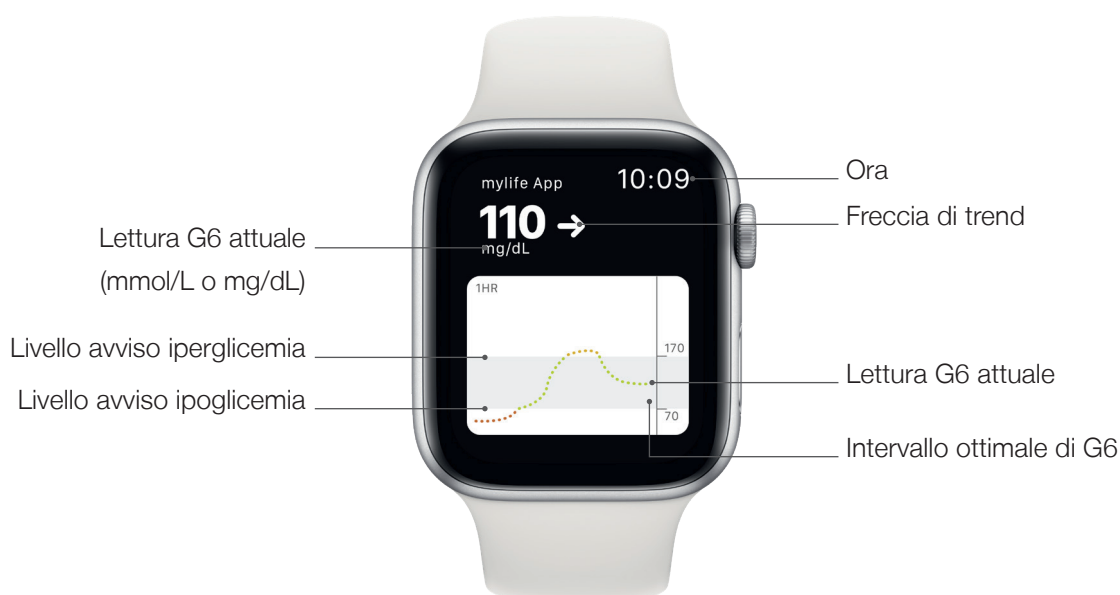 mylife App
10:09
110
mg/dL
1HR
170
70
Lettura G6 attuale
(mmol/L o mg/dL)
Livello avviso iperglicemia
Livello avviso ipoglicemia
Ora
Freccia di trend
Lettura G6 attuale
Intervallo ottimale di G6